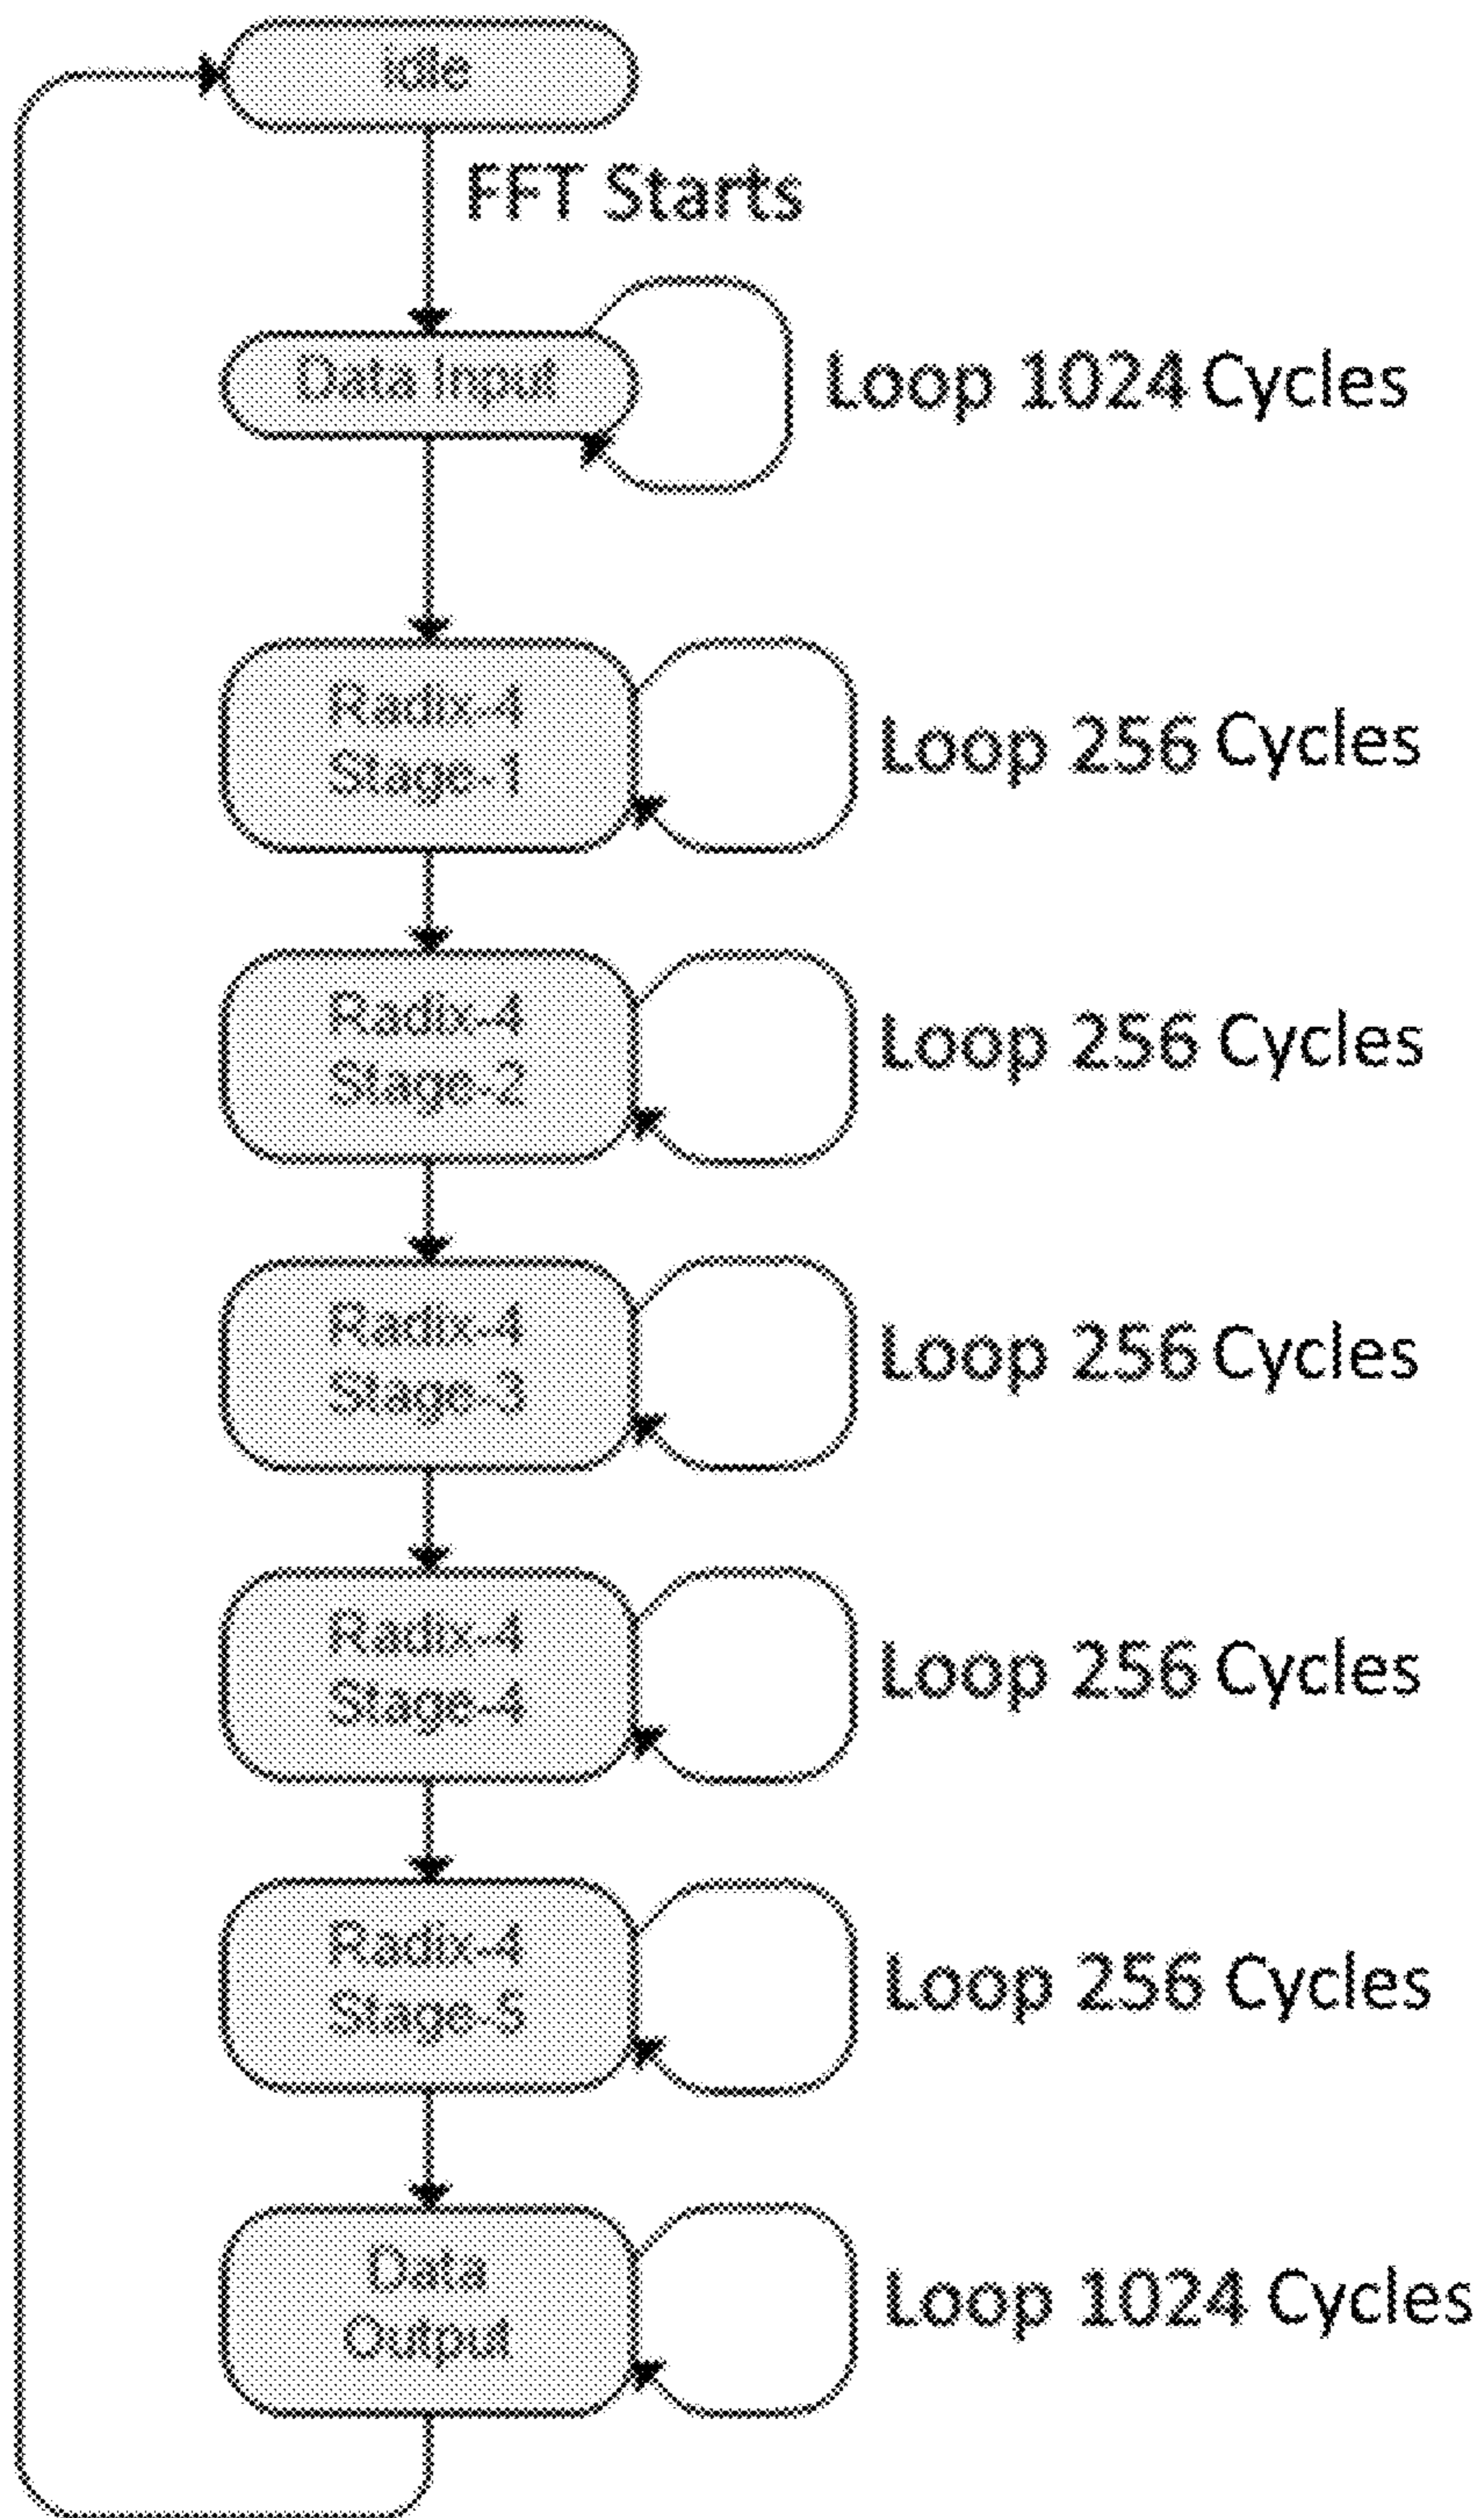 idle
FFT Starts
Data Input
Loop 1024 Cycles
Radix-4
Stage-1
Loop 256 Cycles
Radix-4
Stage-2
Loop 256 Cycles
Radix-4
Stage-3
Loop 256 Cycles
Radix-4
Stage-4
Loop 256 Cycles
Radix-4
Stage-5
Loop 256 Cycles
Data
Output
Loop 1024 Cycles